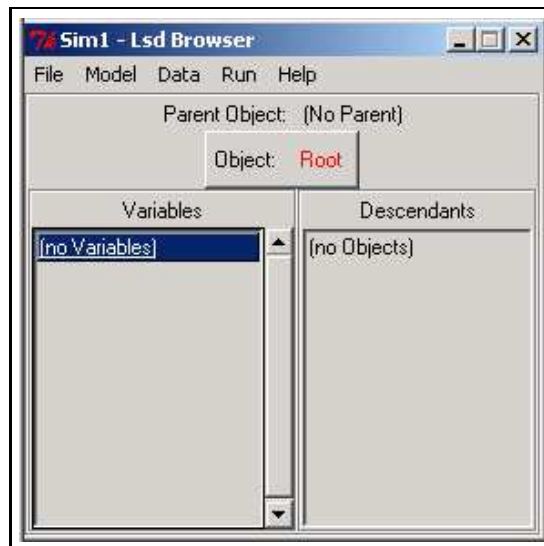 Sim1 - Lsd Browser
File Model Data Run Help
Parent Object: (No Parent)
Object: Root
Variables Descendants
(no Variables) (no Objects)